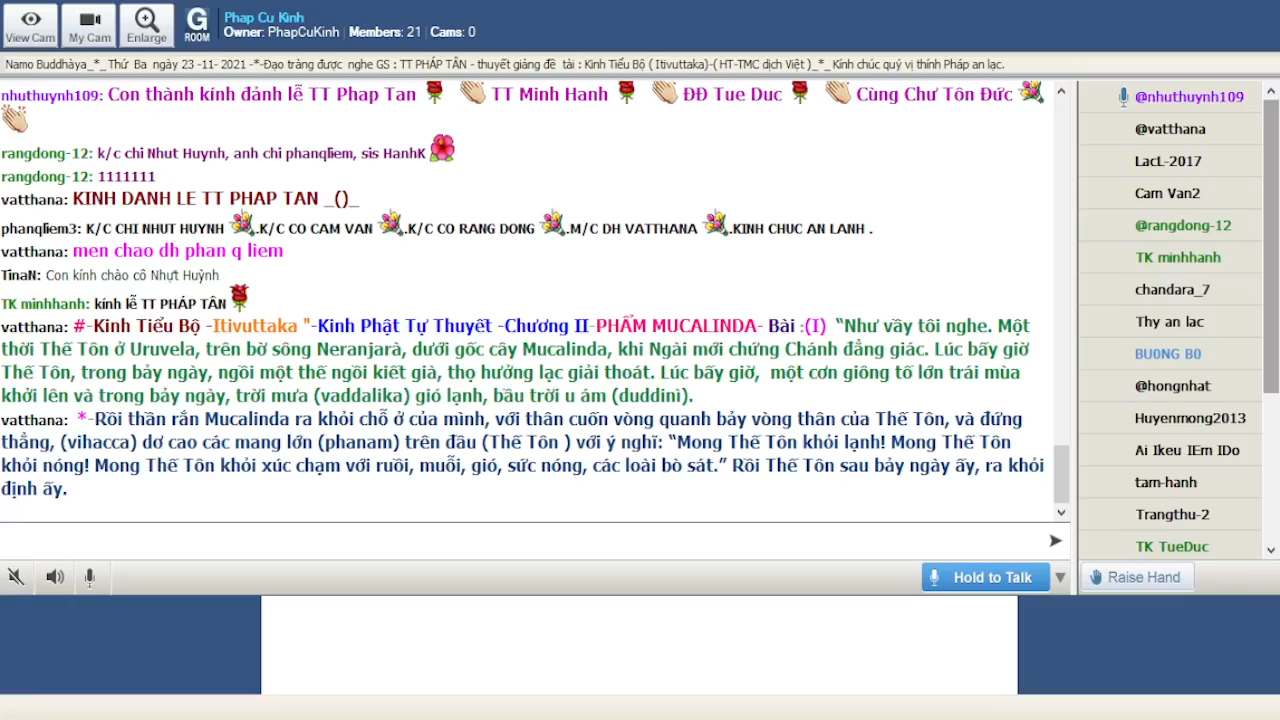 View Cam
My Cam
Enlarge
G
ROOM
Phap Cu Kinh
Owner: PhapCuKinh | Members: 21 | Cams: 0
Namo Buddhàya_*_Thứ Ba ngày 23 -11- 2021 -*-Đạo tràng được nghe GS : TT PHÁP TÂN - thuyết giảng đề tài : Kinh Tiểu Bộ ( Itivuttaka)-( HT-TMC dịch Việt )_*_ Kính chúc quý vị thính Pháp an lạc.
nhuthuynh109: Con thành kính đảnh lễ TT Phap Tan TT Minh Hanh ĐĐ Tue Duc Cùng Chư Tôn Đức
rangdong-12: k/c chi Nhut Huynh, anh chi phanqliem, sis HanhK
rangdong-12: 1111111
vatthana: KINH DANH LE TT PHAP TAN _()_
phanqliem3: K/C CHI NHUT HUYNH .K/C CO CAM VAN .K/C CO RANG DONG .M/C DH VATTHANA .KINH CHUC AN LANH .
vatthana: men chao dh phan q liem
TinaN: Con kính chào cô Nhựt Huỳnh
TK minhhanh: kính lễ TT PHÁP TÂN
vatthana: #-Kinh Tiểu Bộ -Itivuttaka "-Kinh Phật Tự Thuyết -Chương II-PHẨM MUCALINDA- Bài :(I) “Như vầy tôi nghe. Một
thời Thế Tôn ở Uruvela, trên bờ sông Neranjarà, dưới gốc cây Mucalinda, khi Ngài mới chứng Chánh đẳng giác. Lúc bấy giờ
Thế Tôn, trong bảy ngày, ngồi một thế ngồi kiết già, thọ hưởng lạc giải thoát. Lúc bấy giờ, một cơn giông tố lớn trái mùa
khởi lên và trong bảy ngày, trời mưa (vaddalika) gió lạnh, bầu trời u ám (duddinì).
vatthana: *-Rồi thần rắn Mucalinda ra khỏi chỗ ở của mình, với thân cuốn vòng quanh bảy vòng thân của Thế Tôn, và đứng
thẳng, (vihacca) dơ cao các mang lớn (phanam) trên đầu (Thế Tôn ) với ý nghĩ: “Mong Thế Tôn khỏi lạnh! Mong Thế Tôn
khỏi nóng! Mong Thế Tôn khỏi xúc chạm với ruồi, muỗi, gió, sức nóng, các loài bò sát.” Rồi Thế Tôn sau bảy ngày ấy, ra khỏi
định ấy.
Hold to Talk
@nhuthuynh109
@vatthana
LacL-2017
Cam Van2
@rangdong-12
TK minhhanh
chandara_7
Thy an lac
BU0NG B0
@hongnhat
Huyenmong2013
Ai Ikeu IEm IDo
tam-hanh
Trangthu-2
TK TueDuc
Raise Hand